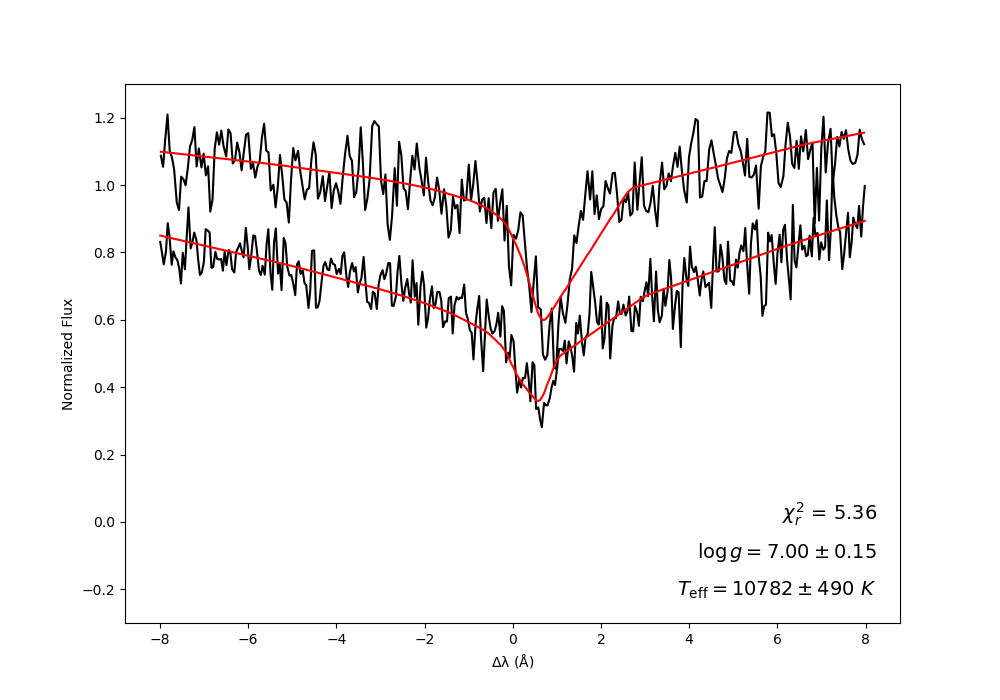 1.2
1.0
0.8
0.6
0.4
0.2
0.0
−0.2
Normalized Flux
χ_r^2 = 5.36
log g = 7.00 ± 0.15
T_eff = 10782 ± 490 K
−8 −6 −4 −2 0 2 4 6 8
Δλ (Å)